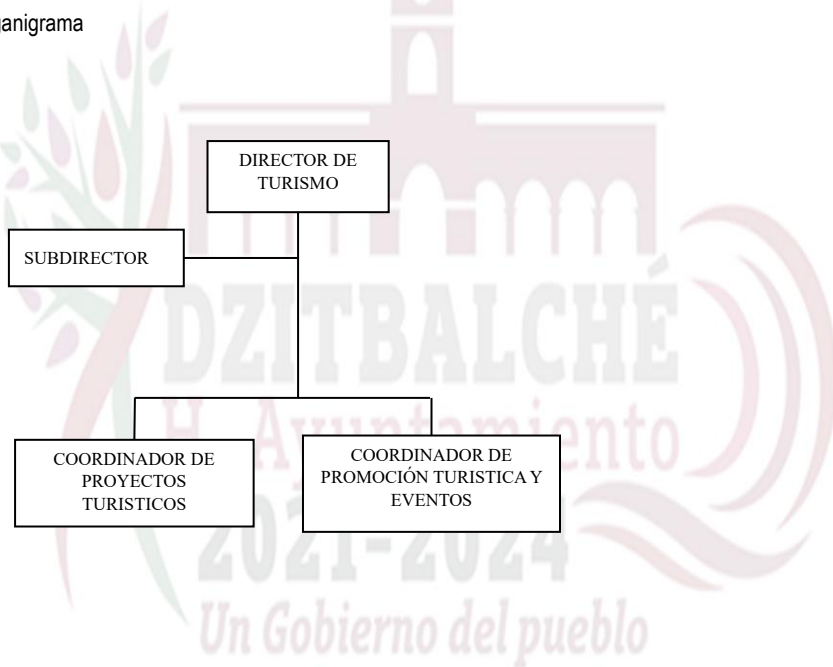 anigrama
DIRECTOR DE
TURISMO
SUBDIRECTOR
COORDINADOR DE
PROYECTOS
TURISTICOS
COORDINADOR DE
PROMOCIÓN TURISTICA Y
EVENTOS
DZITBALCHÉ
H. Ayuntamiento
2021-2024
Un Gobierno del pueblo